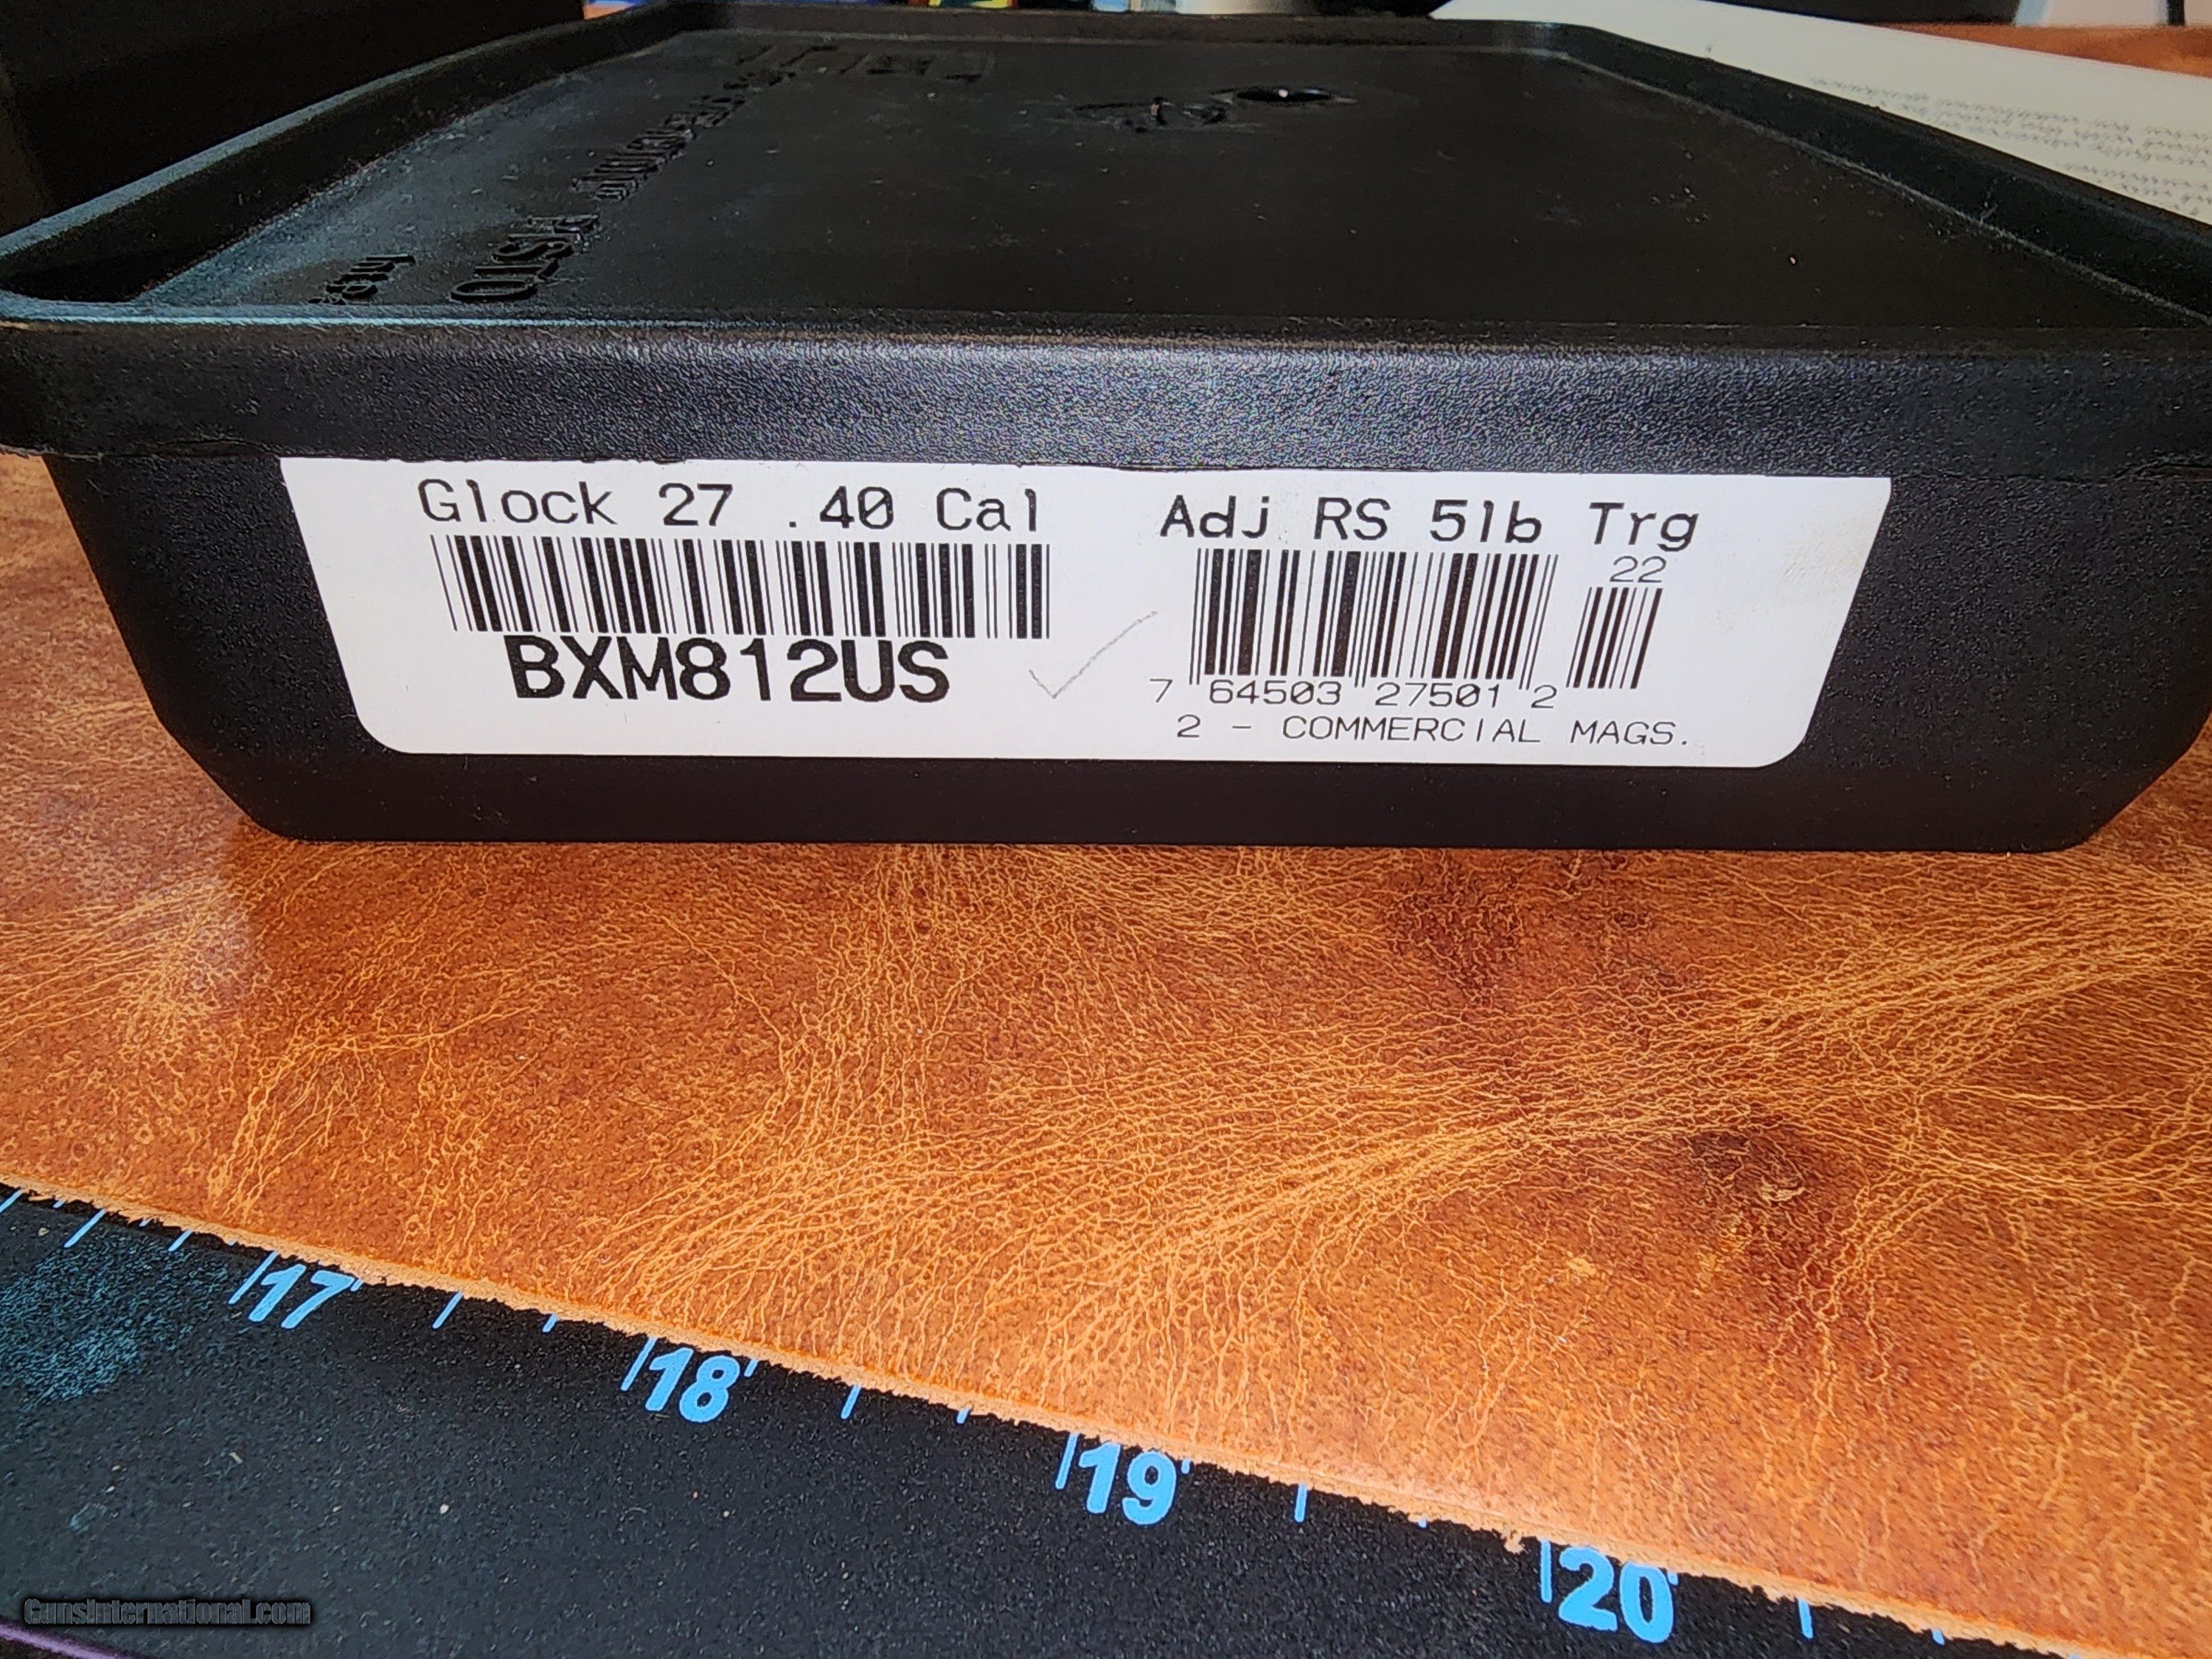 PISTO
Glock 27 .40 Cal
BXM812US
Adj RS 5lb Trg
22
7 64503 27501 2
2 - COMMERCIAL MAGS.
17"
18"
19"
20"
GunsInternational.com